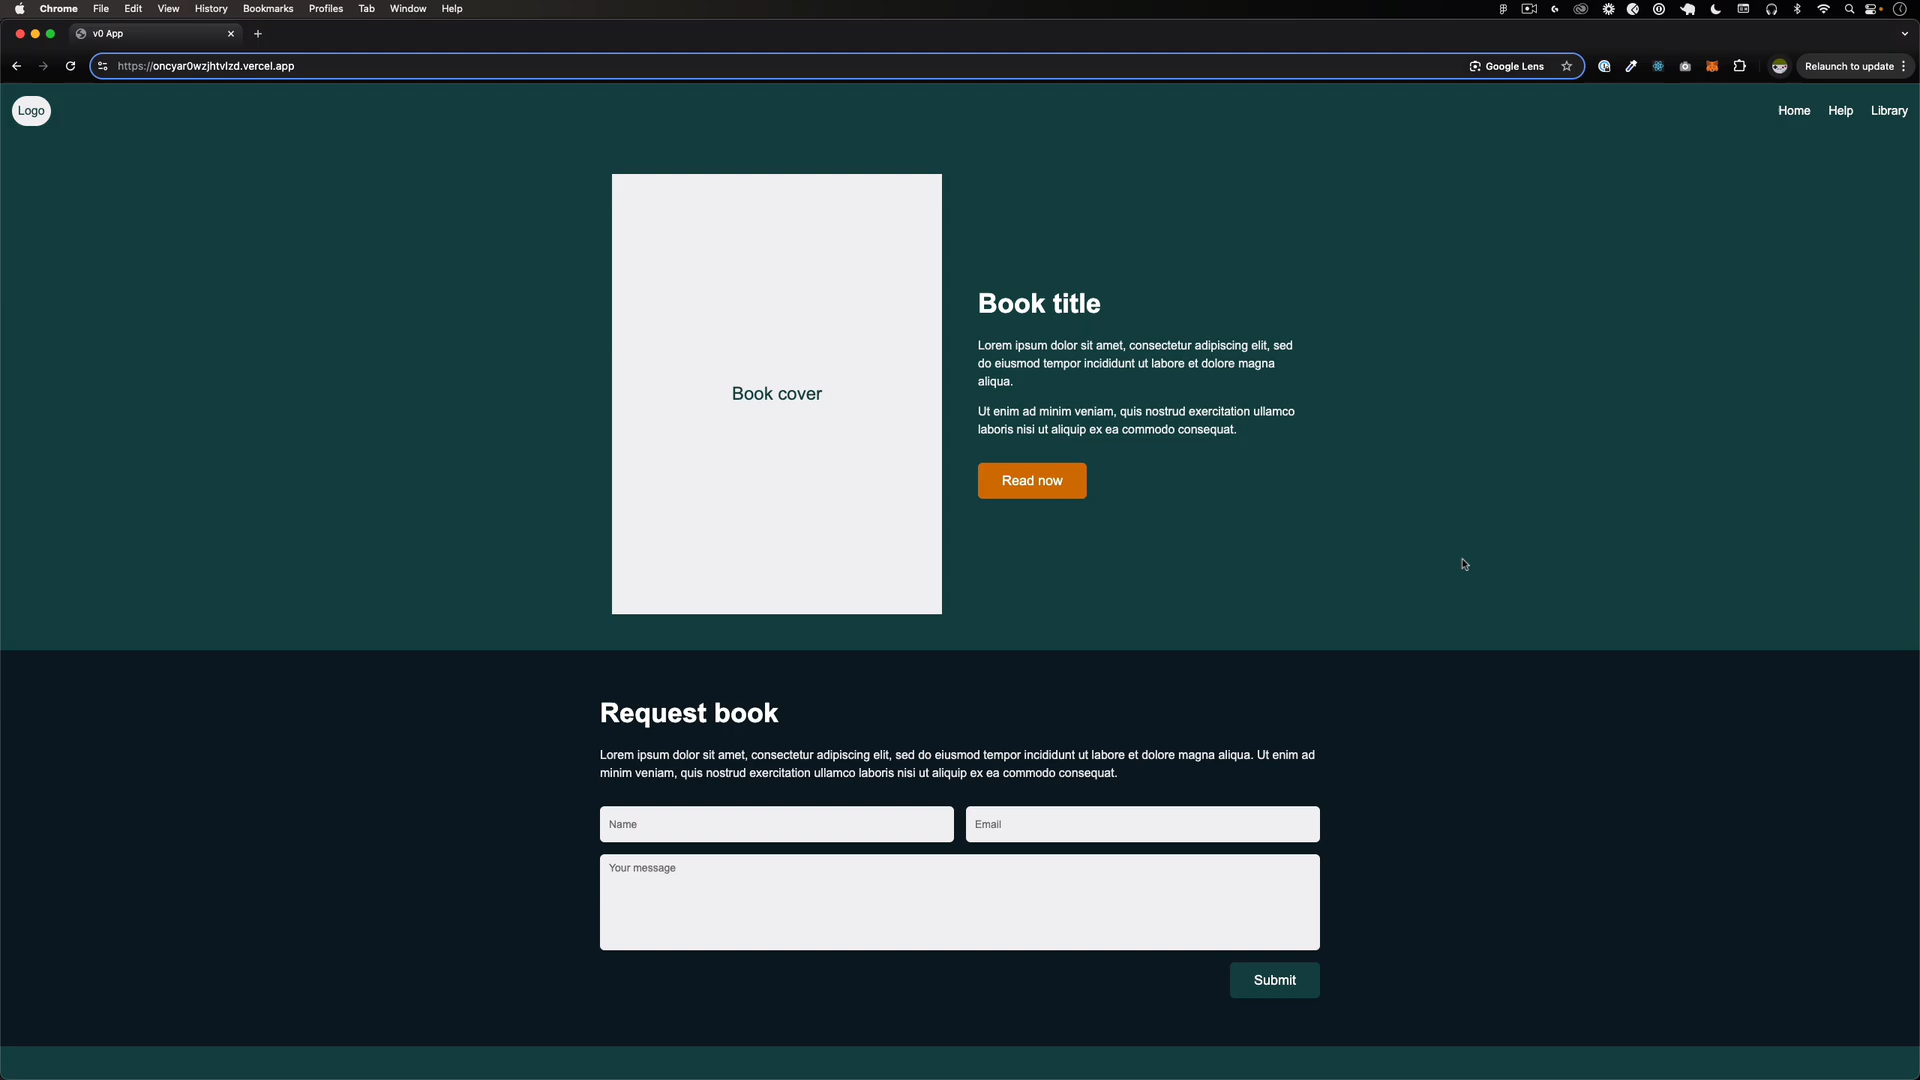 Chrome File Edit View History Bookmarks Profiles Tab Window Help
v0 App
https://oncyar0wzjhtvlzd.vercel.app
Google Lens
Relaunch to update
Logo
Home Help Library
Book cover
Book title
Lorem ipsum dolor sit amet, consectetur adipiscing elit, sed
do eiusmod tempor incididunt ut labore et dolore magna
aliqua.
Ut enim ad minim veniam, quis nostrud exercitation ullamco
laboris nisi ut aliquip ex ea commodo consequat.
Read now
Request book
Lorem ipsum dolor sit amet, consectetur adipiscing elit, sed do eiusmod tempor incididunt ut labore et dolore magna aliqua. Ut enim ad
minim veniam, quis nostrud exercitation ullamco laboris nisi ut aliquip ex ea commodo consequat.
Name
Email
Your message
Submit